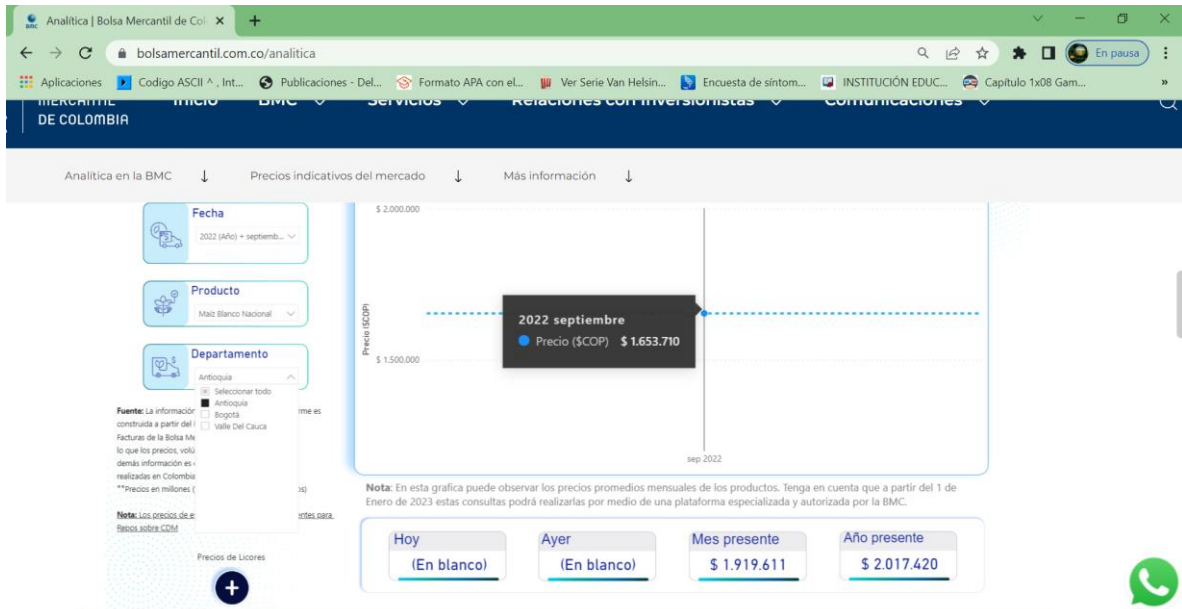 Analítica | Bolsa Mercantil de Col
bolsamercantil.com.co/analitica
En pausa
Aplicaciones
Codigo ASCII ^ , Int...
Publicaciones - Del...
Formato APA con el...
Ver Serie Van Helsin...
Encuesta de síntom...
INSTITUCIÓN EDUC...
Capítulo 1x08 Gam...
»
MERCANTIL
DE COLOMBIA
Inicio
BMC
Servicios
Relaciones con Inversionistas
Comunicaciones
Analítica en la BMC
Precios indicativos del mercado
Más información
Fecha
2022 (Año) + septiemb...
Producto
Maíz Blanco Nacional
Departamento
Antioquia
Seleccionar todo
Antioquia
Bogotá
Valle Del Cauca
Fuente: La información
construida a partir del
Facturas de la Bolsa Me
lo que los precios, volú
demás información es
realizadas en Colombia
**Precios en millones (
Nota: Los precios de
Repos sobre CDM
Precios de Licores
+
$ 2.000.000
Precio ($COP)
2022 septiembre
Precio ($COP) $ 1.653.710
$ 1.500.000
sep 2022
Nota: En esta grafica puede observar los precios promedios mensuales de los productos. Tenga en cuenta que a partir del 1 de
Enero de 2023 estas consultas podrá realizarlas por medio de una plataforma especializada y autorizada por la BMC.
Hoy
(En blanco)
Ayer
(En blanco)
Mes presente
$ 1.919.611
Año presente
$ 2.017.420